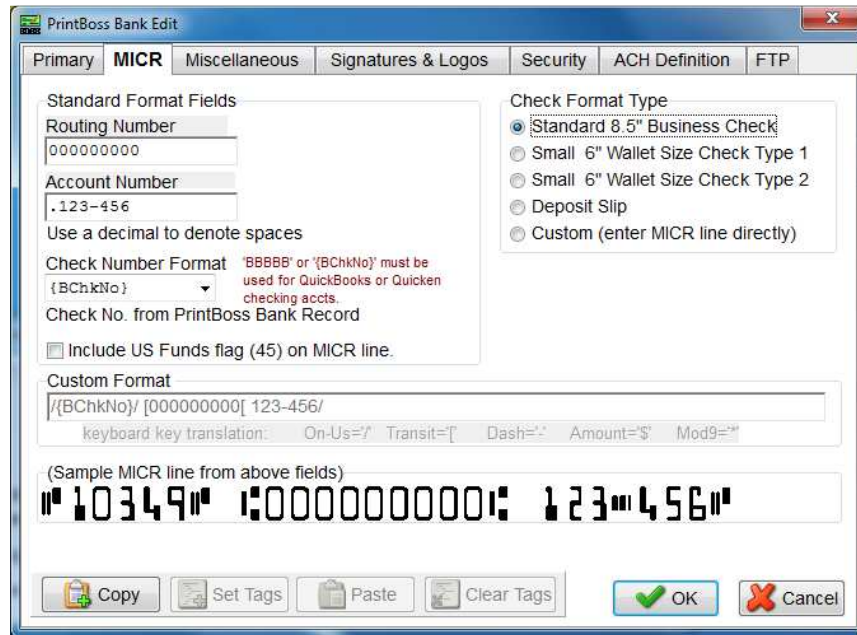 PrintBoss Bank Edit
Primary MICR Miscellaneous Signatures & Logos Security ACH Definition FTP
Standard Format Fields
Routing Number
000000000
Account Number
.123-456
Use a decimal to denote spaces
Check Number Format
{BChkNo}
'BBBBB' or '{BChkNo}' must be
used for QuickBooks or Quicken
checking accts.
Check No. from PrintBoss Bank Record
Include US Funds flag (45) on MICR line.
Check Format Type
Standard 8.5" Business Check
Small 6" Wallet Size Check Type 1
Small 6" Wallet Size Check Type 2
Deposit Slip
Custom (enter MICR line directly)
Custom Format
/{BChkNo}/ [000000000[ 123-456/
keyboard key translation: On-Us='/' Transit='[' Dash='-' Amount='$' Mod9='*'
(Sample MICR line from above fields)
⑈10349⑈ ⑆000000000⑆ 123⑉456⑈
Copy Set Tags Paste Clear Tags OK Cancel